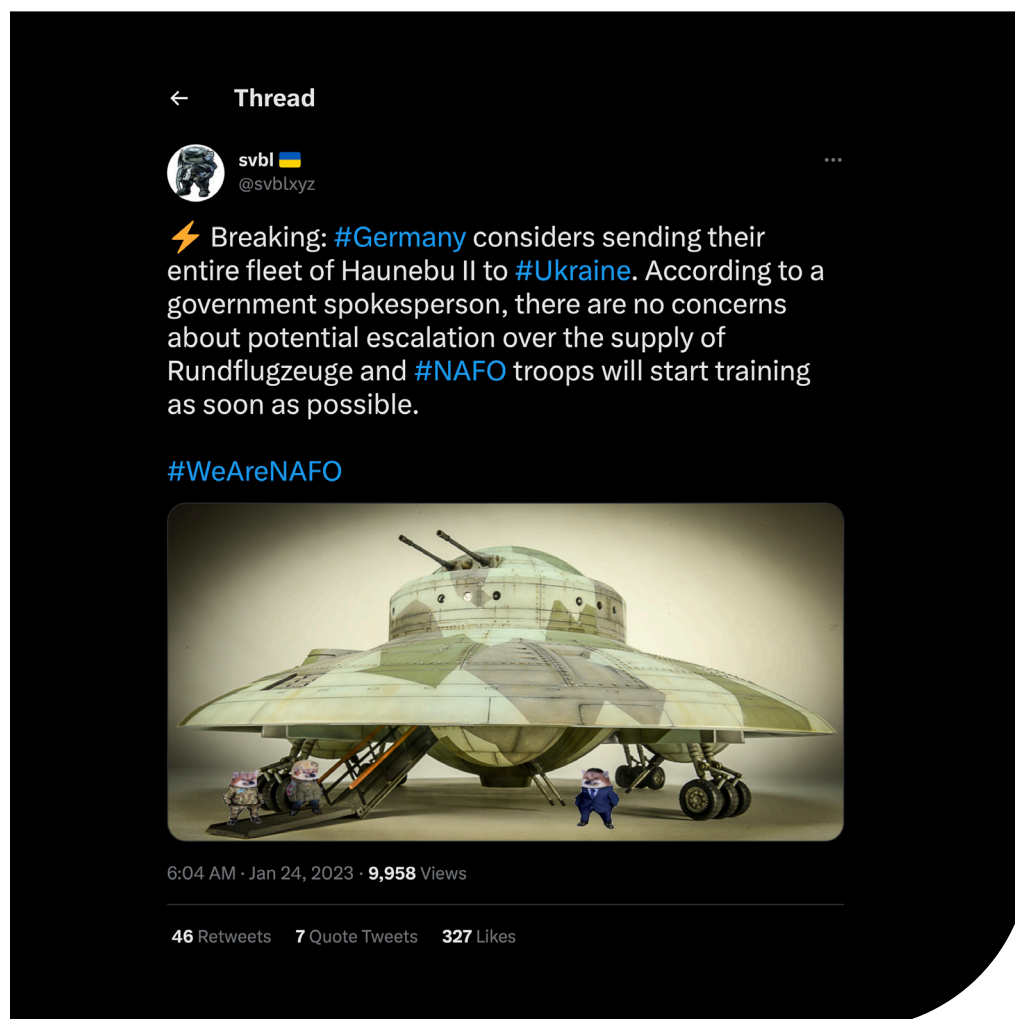 ← Thread
svbl 🇺🇦
@svblxyz
⚡ Breaking: #Germany considers sending their
entire fleet of Haunebu II to #Ukraine. According to a
government spokesperson, there are no concerns
about potential escalation over the supply of
Rundflugzeuge and #NAFO troops will start training
as soon as possible.
#WeAreNAFO
6:04 AM · Jan 24, 2023 · 9,958 Views
46 Retweets 7 Quote Tweets 327 Likes